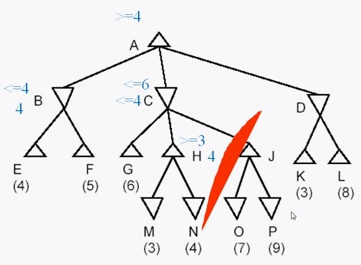 >=4
A
<=4
4
B
<=6
<=4
C
D
>=3
4
H
J
E
(4)
F
(5)
G
(6)
K
(3)
L
(8)
M
(3)
N
(4)
O
(7)
P
(9)